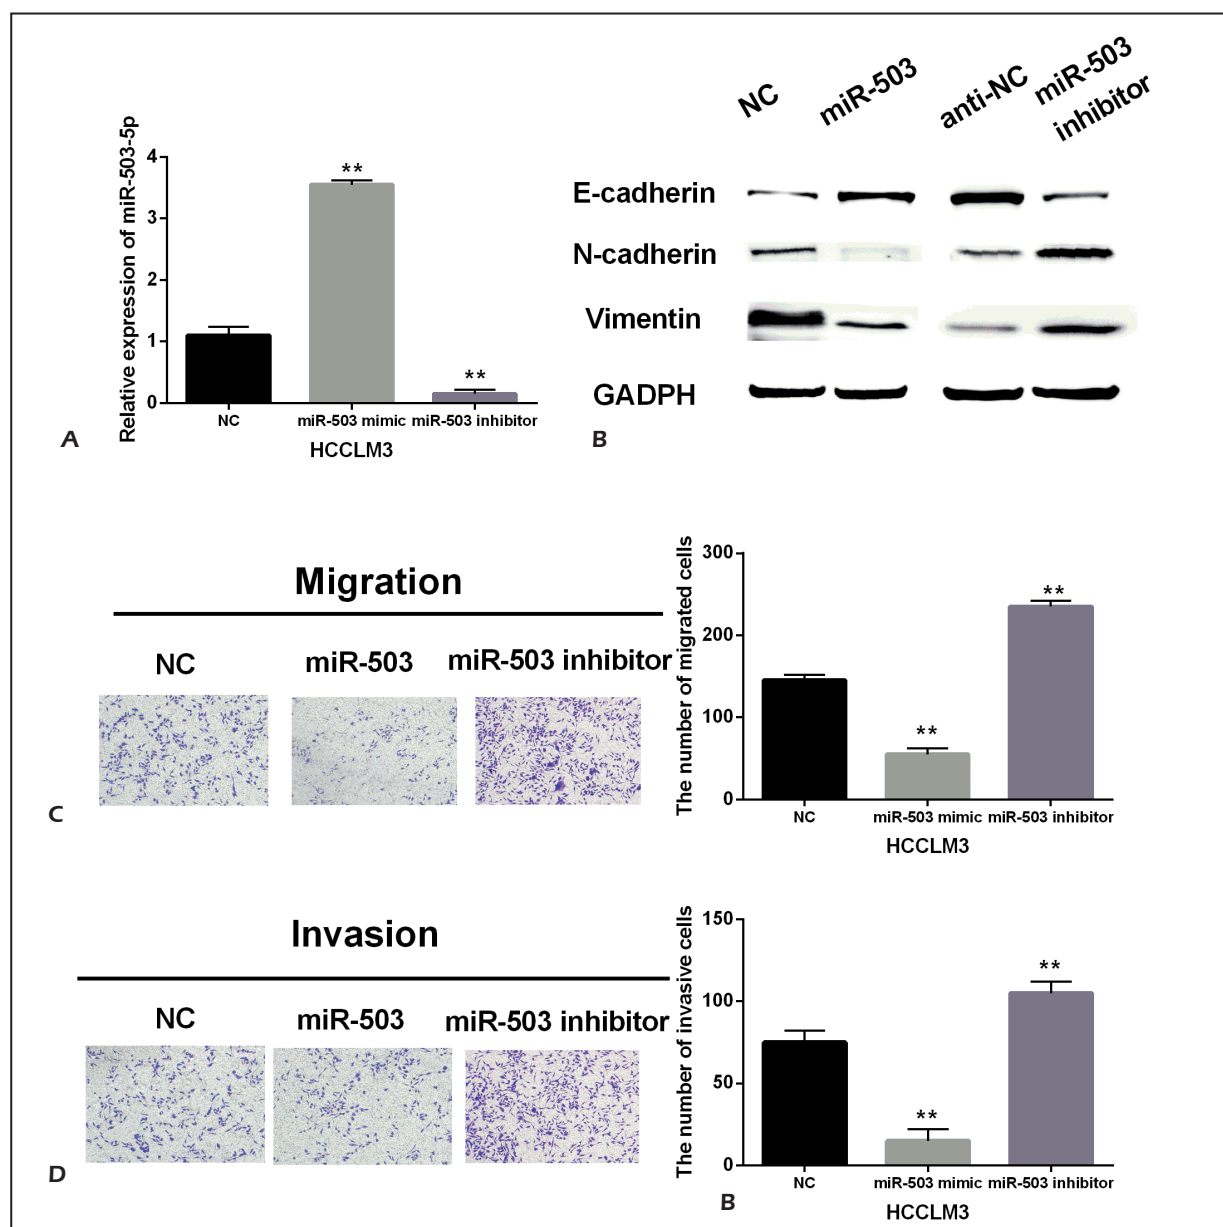 Relative expression of miR-503-5p
4
3
2
1
0
**
**
NC
miR-503 mimic
miR-503 inhibitor
HCCLM3
A
NC
miR-503
anti-NC
miR-503
inhibitor
E-cadherin
N-cadherin
Vimentin
GADPH
B
Migration
NC
miR-503
miR-503 inhibitor
C
The number of migrated cells
300
200
100
0
**
**
NC
miR-503 mimic
miR-503 inhibitor
HCCLM3
Invasion
NC
miR-503
miR-503 inhibitor
D
The number of invasive cells
150
100
50
0
**
**
NC
miR-503 mimic
miR-503 inhibitor
HCCLM3
B